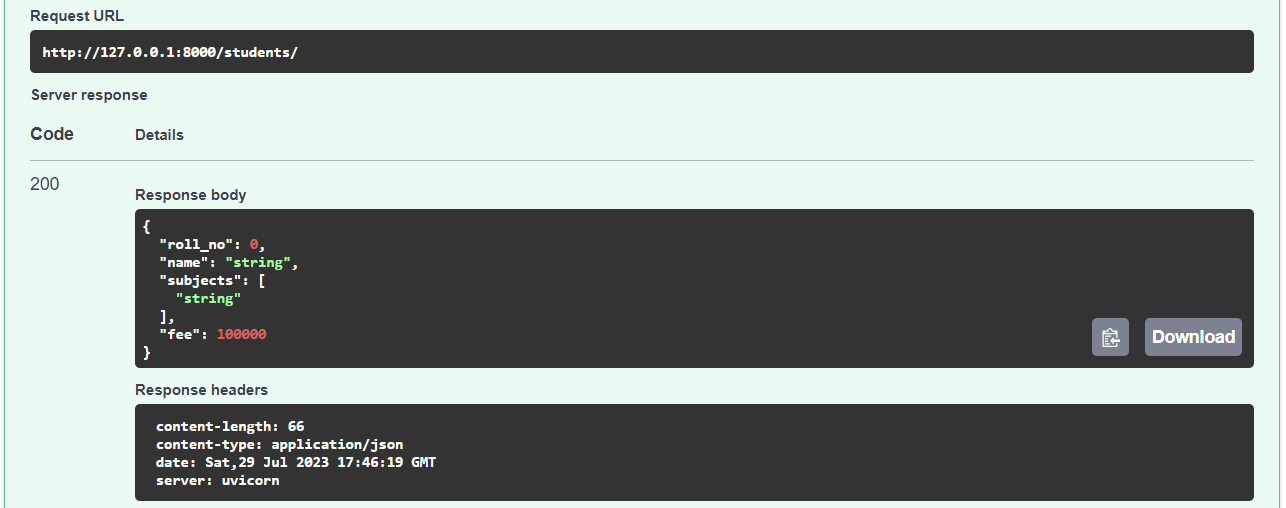 Request URL
http://127.0.0.1:8000/students/
Server response
Code Details
200
Response body
{
  "roll_no": 0,
  "name": "string",
  "subjects": [
    "string"
  ],
  "fee": 100000
}
Download
Response headers
content-length: 66
content-type: application/json
date: Sat,29 Jul 2023 17:46:19 GMT
server: uvicorn